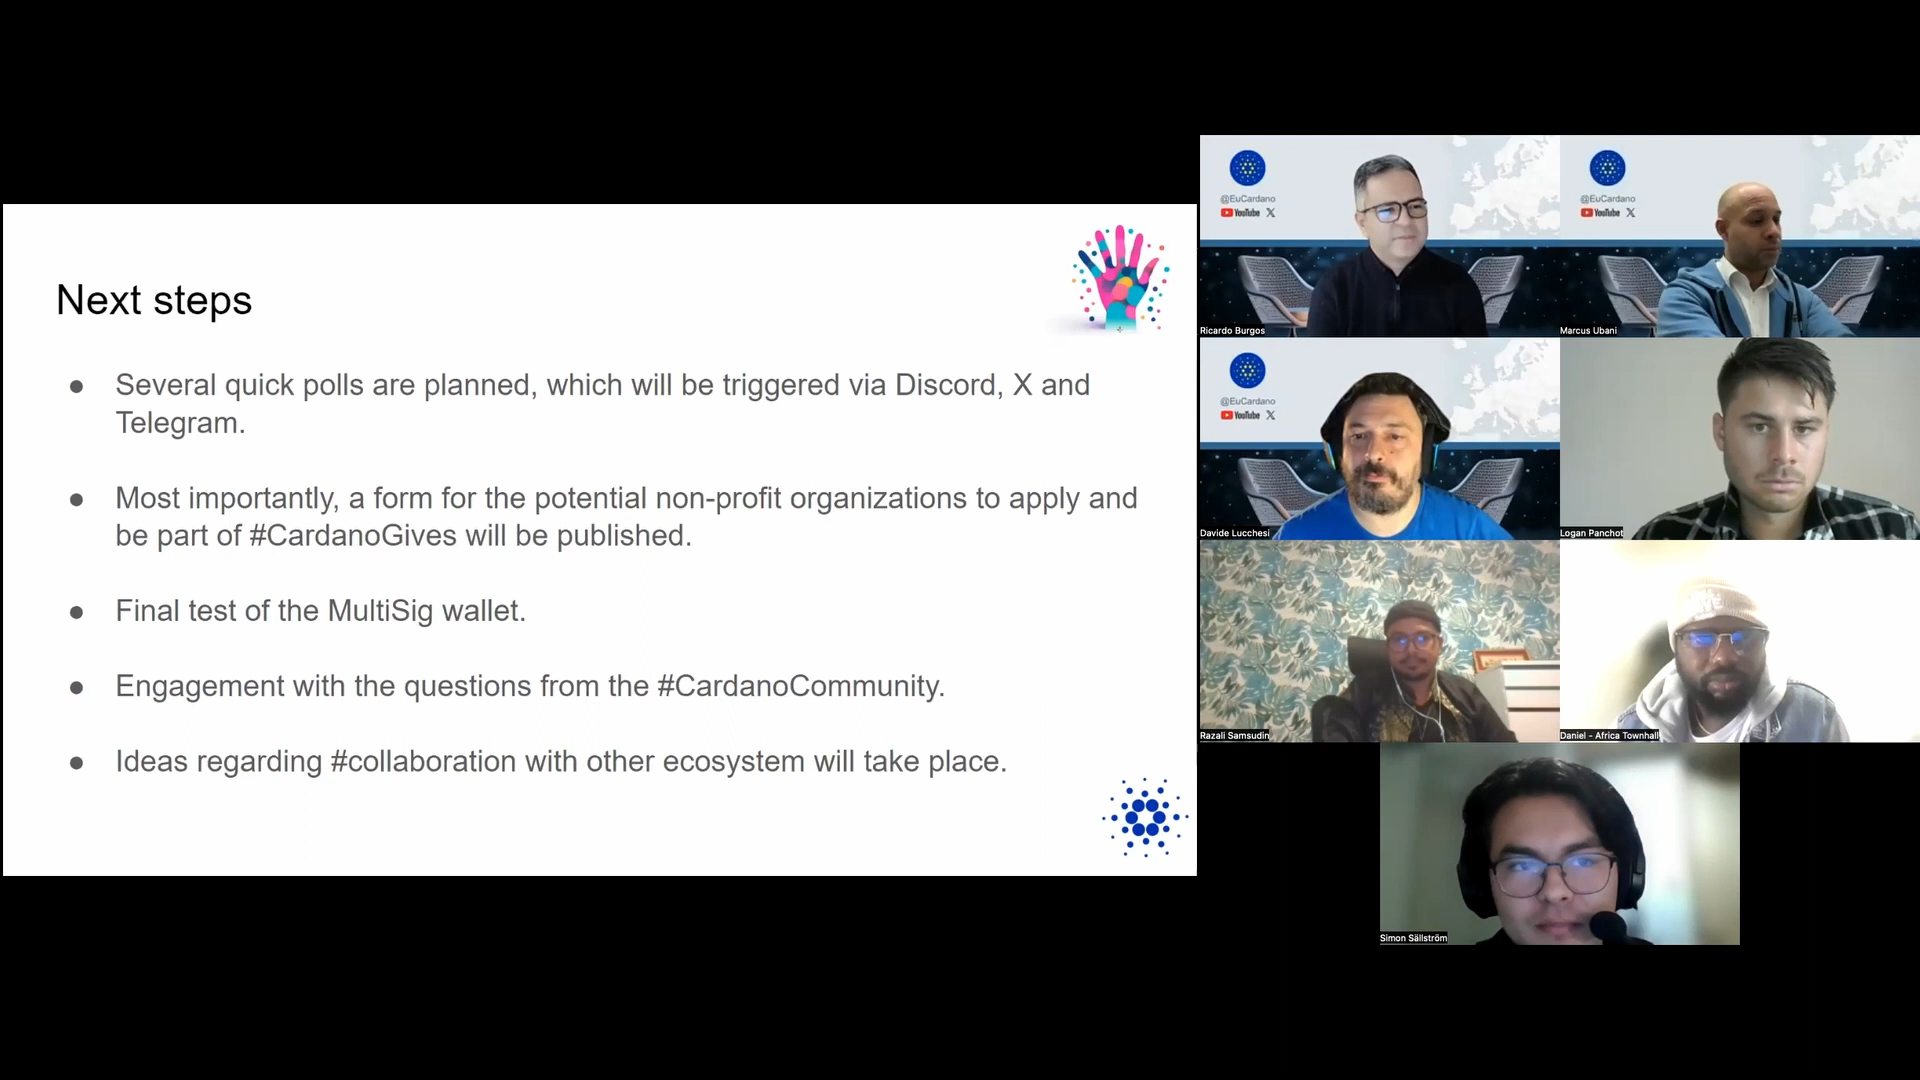 Next steps
● Several quick polls are planned, which will be triggered via Discord, X and
Telegram.
● Most importantly, a form for the potential non-profit organizations to apply and
be part of #CardanoGives will be published.
● Final test of the MultiSig wallet.
● Engagement with the questions from the #CardanoCommunity.
● Ideas regarding #collaboration with other ecosystem will take place.
@EuCardano
YouTube X
Ricardo Burgos
@EuCardano
YouTube X
Marcus Ubani
@EuCardano
YouTube X
Davide Lucchesi
Logan Panchot
Razali Samsudin
Daniel - Africa Townhall
Simon Sällström